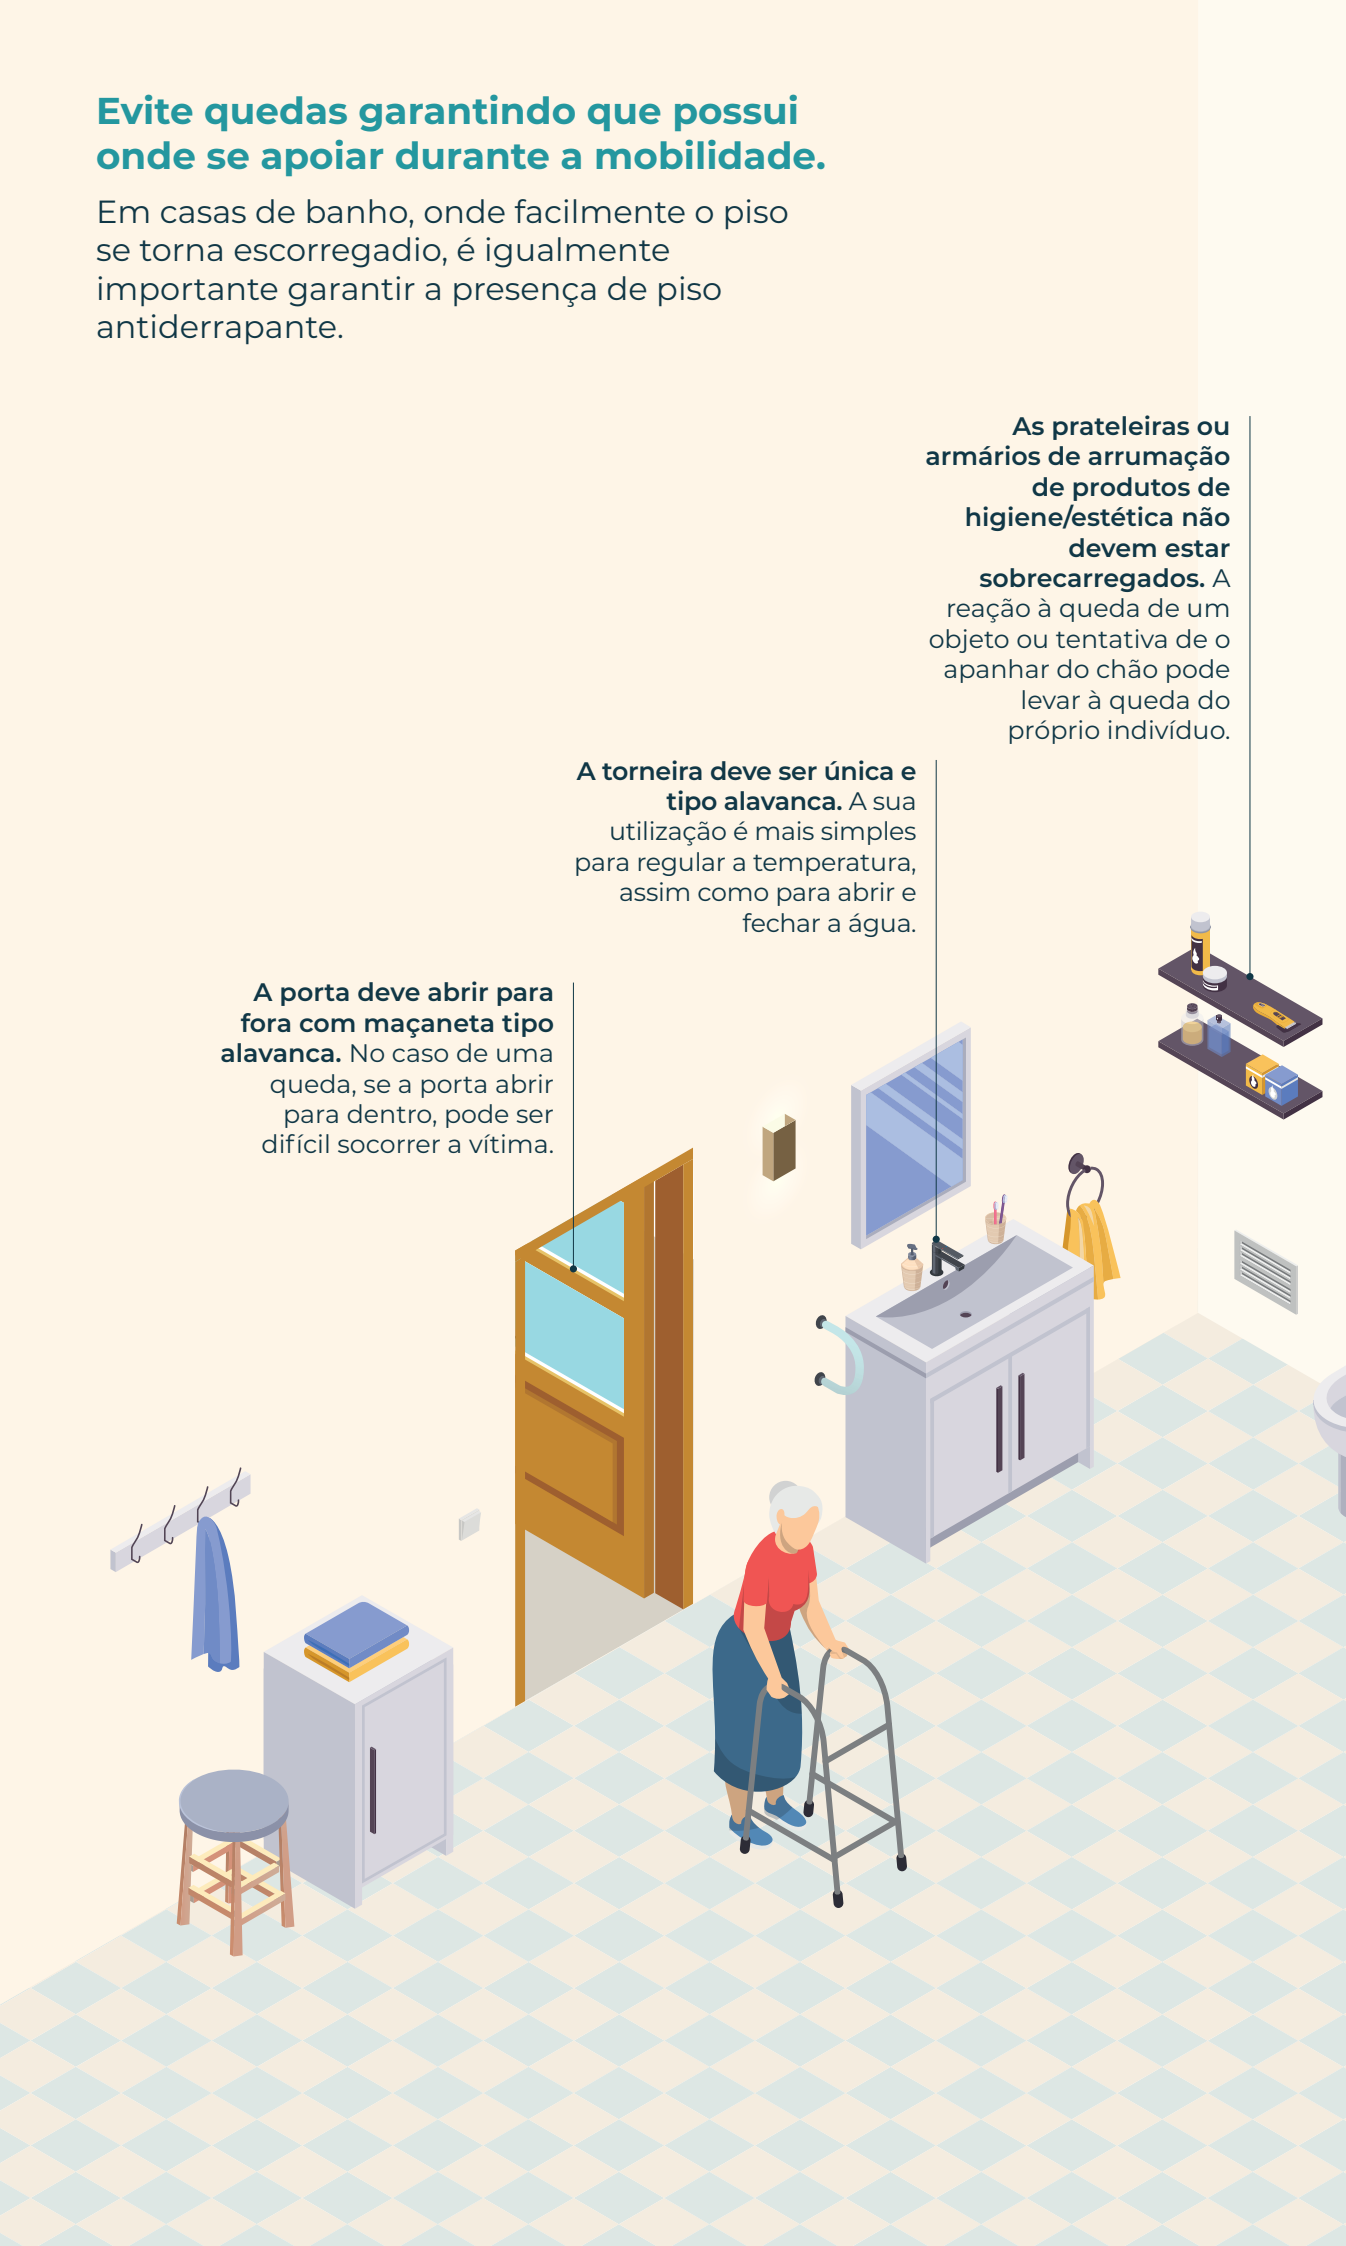 Evite quedas garantindo que possui
onde se apoiar durante a mobilidade.
Em casas de banho, onde facilmente o piso
se torna escorregadio, é igualmente
importante garantir a presença de piso
antiderrapante.
As prateleiras ou
armários de arrumação
de produtos de
higiene/estética não
devem estar
sobrecarregados. A
reação à queda de um
objeto ou tentativa de o
apanhar do chão pode
levar à queda do
próprio indivíduo.
A torneira deve ser única e
tipo alavanca. A sua
utilização é mais simples
para regular a temperatura,
assim como para abrir e
fechar a água.
A porta deve abrir para
fora com maçaneta tipo
alavanca. No caso de uma
queda, se a porta abrir
para dentro, pode ser
difícil socorrer a vítima.